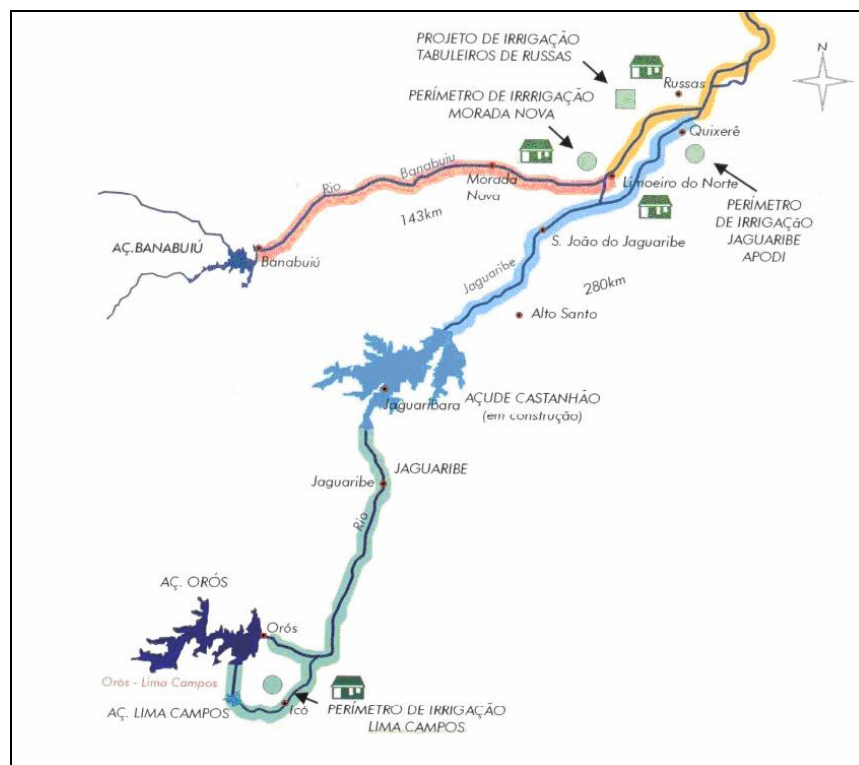 PROJETO DE IRRIGAÇÃO
TABULEIROS DE RUSSAS
N
Russas
PERÍMETRO DE IRRRIGAÇÃO
MORADA NOVA
Quixerê
Rio
Banabuiu
Morada
Nova
Limoeiro do Norte
143km
PERÍMETRO
DE IRRIGAÇÃO
JAGUARIBE
APODI
AÇ.BANABUIÚ
Banabuiú
S. João do Jaguaribe
Jaguaribe
280km
Alto Santo
Jaguaribara
AÇUDE CASTANHÃO
(em construção)
Jaguaribe
JAGUARIBE
Rio
AÇ. ORÓS
Orós
Orós - Lima Campos
AÇ. LIMA CAMPOS
Icó
PERÍMETRO DE IRRIGAÇÃO
LIMA CAMPOS